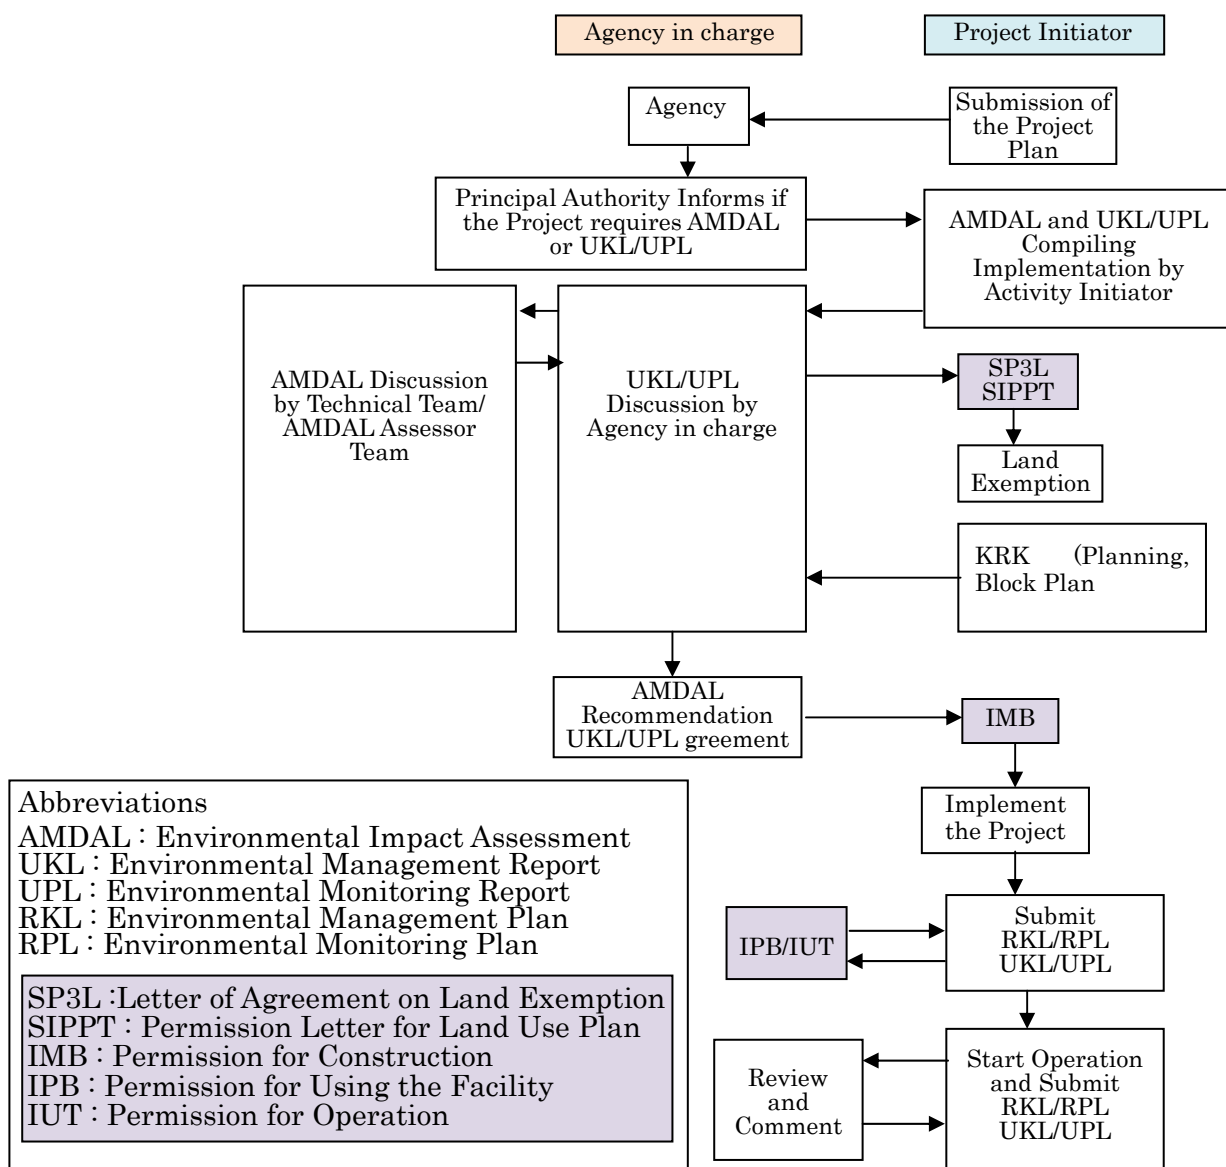 Agency in charge
Project Initiator
Agency
Submission of
the Project
Plan
Principal Authority Informs if
the Project requires AMDAL
or UKL/UPL
AMDAL and UKL/UPL
Compiling
Implementation by
Activity Initiator
AMDAL Discussion
by Technical Team/
AMDAL Assessor
Team
UKL/UPL
Discussion by
Agency in charge
SP3L
SIPPT
Land
Exemption
KRK (Planning,
Block Plan
AMDAL
Recommendation
UKL/UPL greement
IMB
Implement
the Project
IPB/IUT
Submit
RKL/RPL
UKL/UPL
Review
and
Comment
Start Operation
and Submit
RKL/RPL
UKL/UPL
Abbreviations
AMDAL : Environmental Impact Assessment
UKL : Environmental Management Report
UPL : Environmental Monitoring Report
RKL : Environmental Management Plan
RPL : Environmental Monitoring Plan
SP3L :Letter of Agreement on Land Exemption
SIPPT : Permission Letter for Land Use Plan
IMB : Permission for Construction
IPB : Permission for Using the Facility
IUT : Permission for Operation